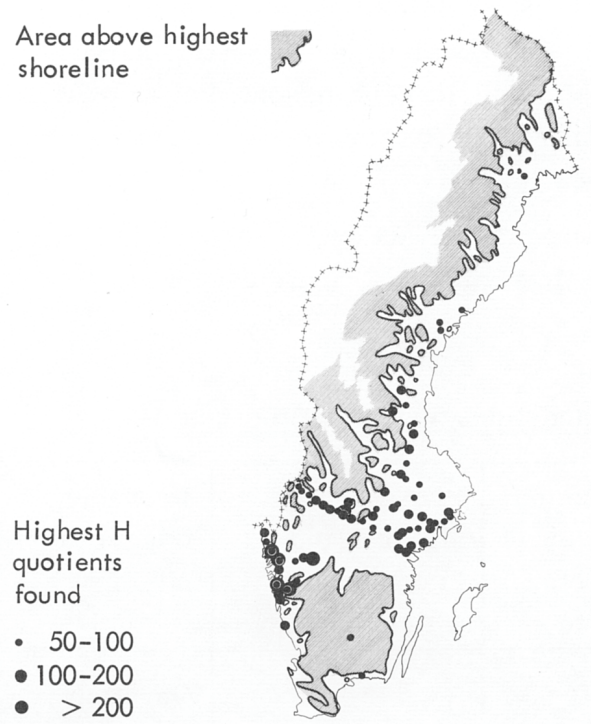 Area above highest
shoreline
Highest H
quotients
found
50-100
100-200
> 200